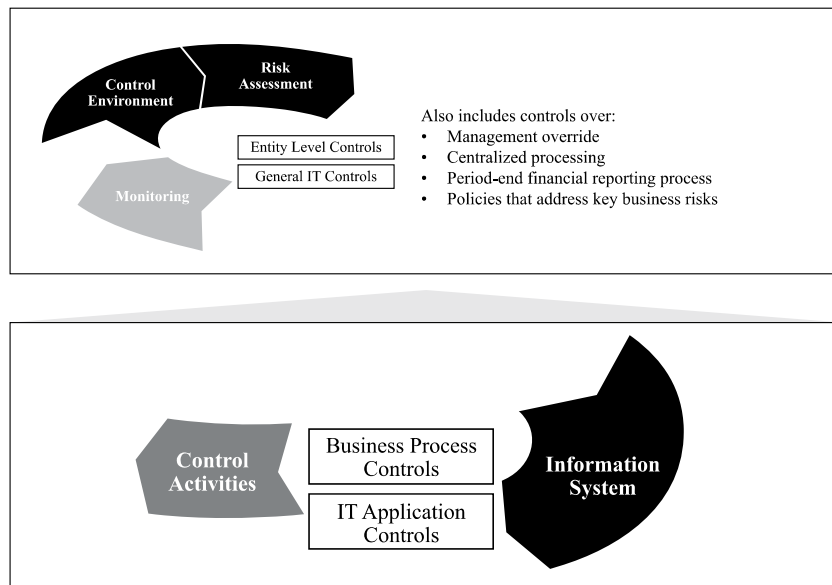 Control
Environment
Risk
Assessment
Entity Level Controls
General IT Controls
Monitoring
Also includes controls over:
• Management override
• Centralized processing
• Period-end financial reporting process
• Policies that address key business risks
Control
Activities
Business Process
Controls
IT Application
Controls
Information
System